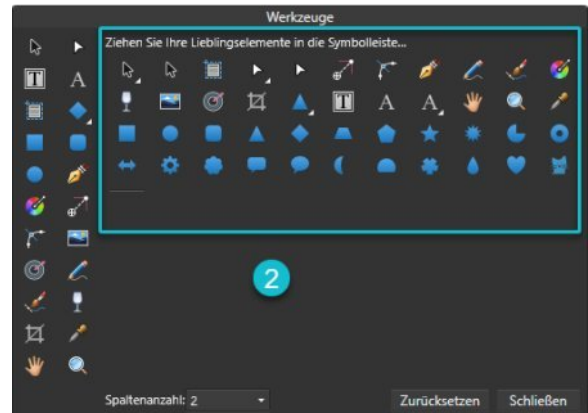 Werkzeuge
Ziehen Sie Ihre Lieblingselemente in die Symbolleiste...
2
Spaltenanzahl: 2
Zurücksetzen
Schließen